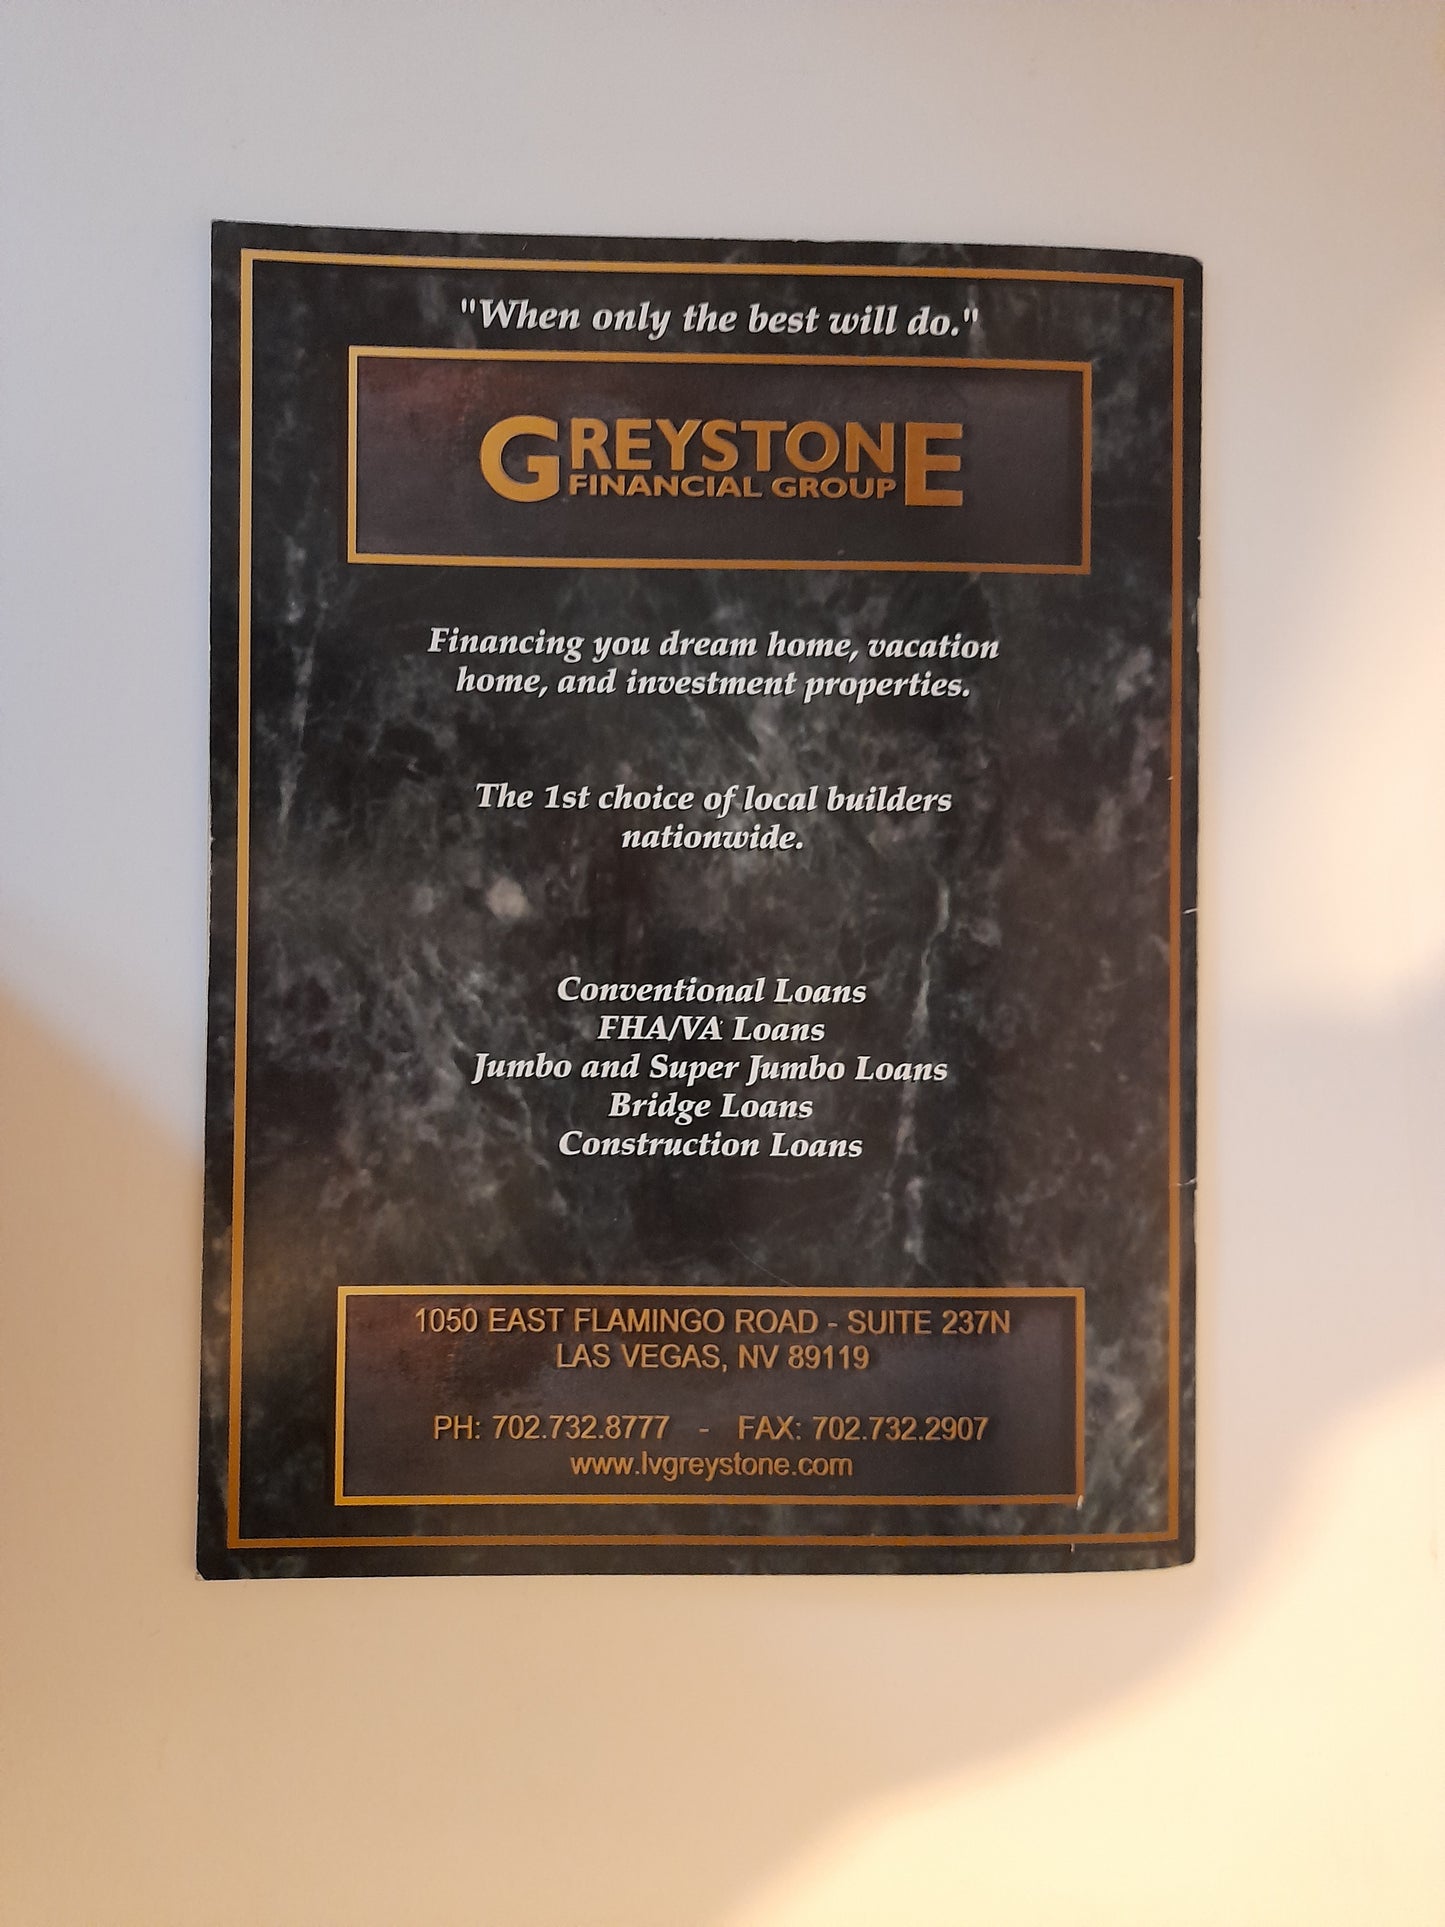 "When only the best will do."
GREYSTONE
FINANCIAL GROUP
Financing you dream home, vacation
home, and investment properties.
The 1st choice of local builders
nationwide.
Conventional Loans
FHA/VA Loans
Jumbo and Super Jumbo Loans
Bridge Loans
Construction Loans
1050 EAST FLAMINGO ROAD - SUITE 237N
LAS VEGAS, NV 89119
PH: 702.732.8777 - FAX: 702.732.2907
www.lvgreystone.com